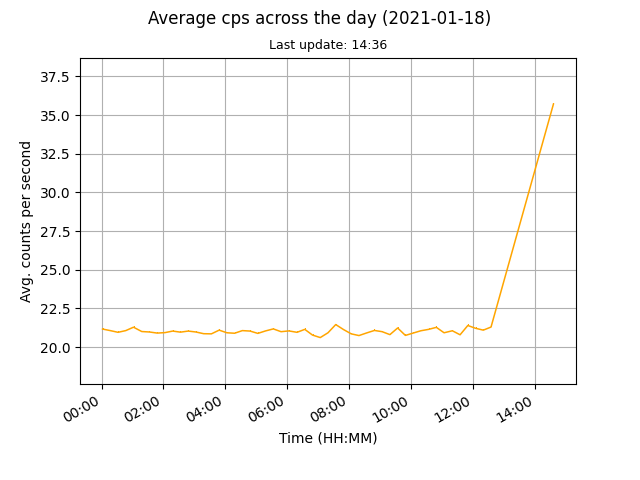 Average cps across the day (2021-01-18)
Last update: 14:36
37.5
35.0
32.5
30.0
27.5
25.0
22.5
20.0
Avg. counts per second
00:00 02:00 04:00 06:00 08:00 10:00 12:00 14:00
Time (HH:MM)